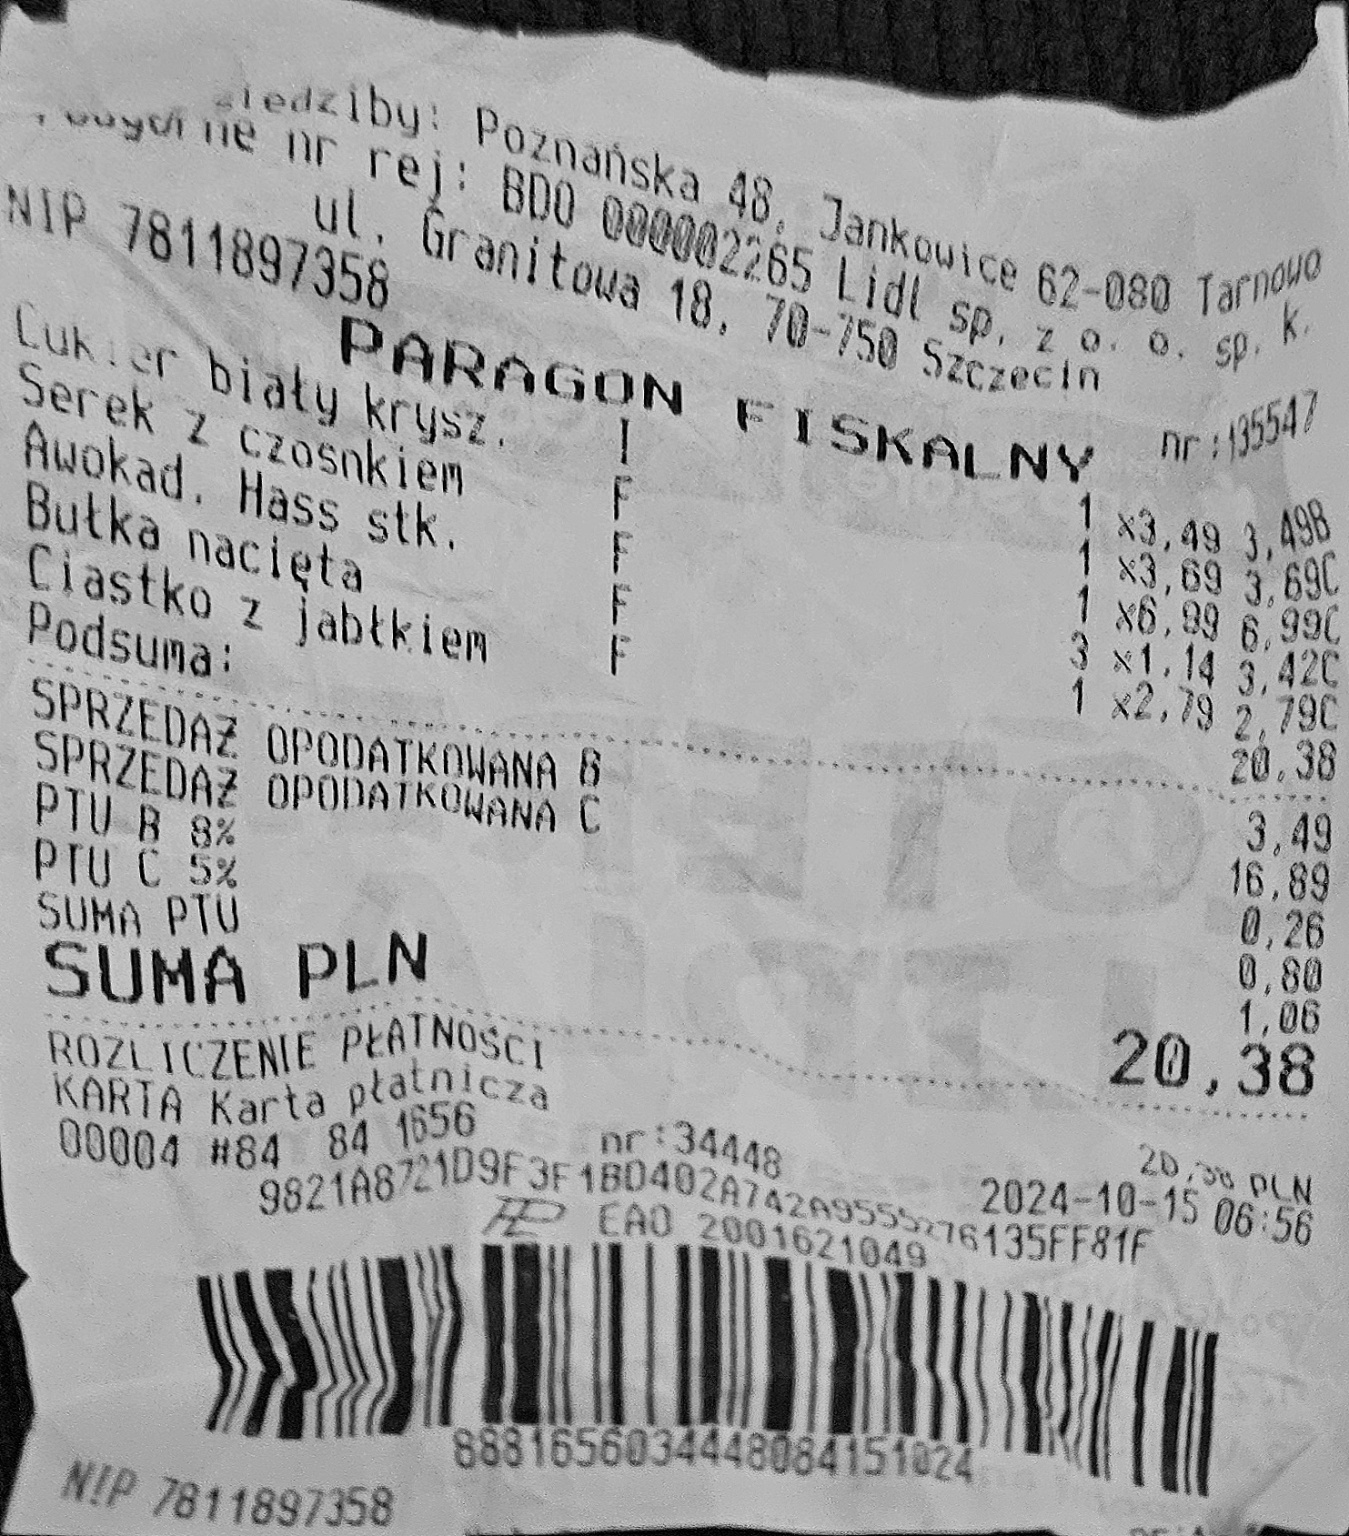 siedziby: Poznańska 48, Jankowice 62-080 Tarnowo
nr rej: BDO 000002265 Lidl sp. z o. o. sp. k.
ul. Granitowa 18, 70-750 Szczecin
NIP 7811897358 nr:135547
PARAGON FISKALNY
Cukier biały krysz. I 1 x3,49 3,49B
Serek z czosnkiem F 1 x3,69 3,69C
Awokad. Hass stk. F 1 x6,99 6,99C
Bułka nacięta F 3 x1,14 3,42C
Ciastko z jabłkiem F 1 x2,79 2,79C
Podsuma: 20,38
SPRZEDAŻ OPODATKOWANA B 3,49
SPRZEDAŻ OPODATKOWANA C 16,89
PTU B 8% 0,26
PTU C 5% 0,80
SUMA PTU 1,06
SUMA PLN 20,38
ROZLICZENIE PŁATNOŚCI
KARTA Karta płatnicza 20,38 PLN
00004 #84 84 1656 nr:34448 2024-10-15 06:56
9821A8721D9F3F1BD402A742A9555276135FF81F
EAO 2001621049
8881656034448084151024
NIP 7811897358